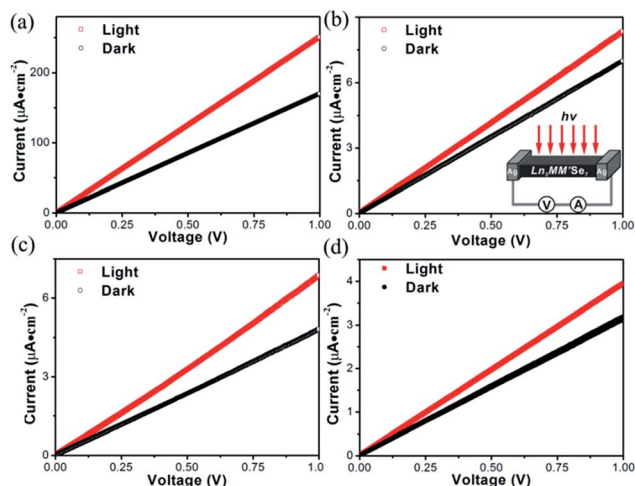 (a)
Light
Dark
250
200
150
100
50
0
0.00 0.25 0.50 0.75 1.00
Voltage (V)
Current (μA•cm⁻²)
(b)
Light
Dark
6
3
0
0.00 0.25 0.50 0.75 1.00
Voltage (V)
Current (μA•cm⁻²)
hv
Ag Ln₃MM'Se₇ Ag
V A
(c)
Light
Dark
6
3
0
0.00 0.25 0.50 0.75 1.00
Voltage (V)
Current (μA•cm⁻²)
(d)
Light
Dark
4
3
2
1
0
0.00 0.25 0.50 0.75 1.00
Voltage (V)
Current (μA•cm⁻²)